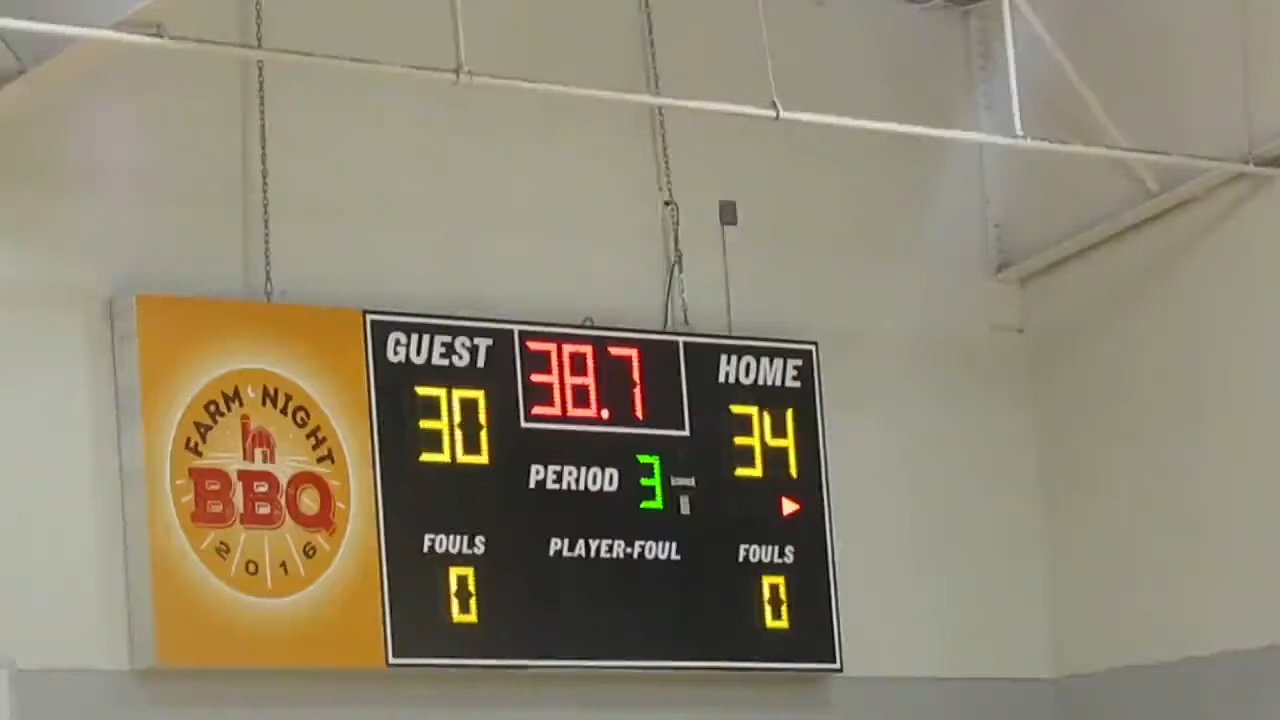 FARM NIGHT
BBQ
2016
GUEST
38.7
HOME
30
34
PERIOD 3
FOULS
PLAYER-FOUL
FOULS
0
0